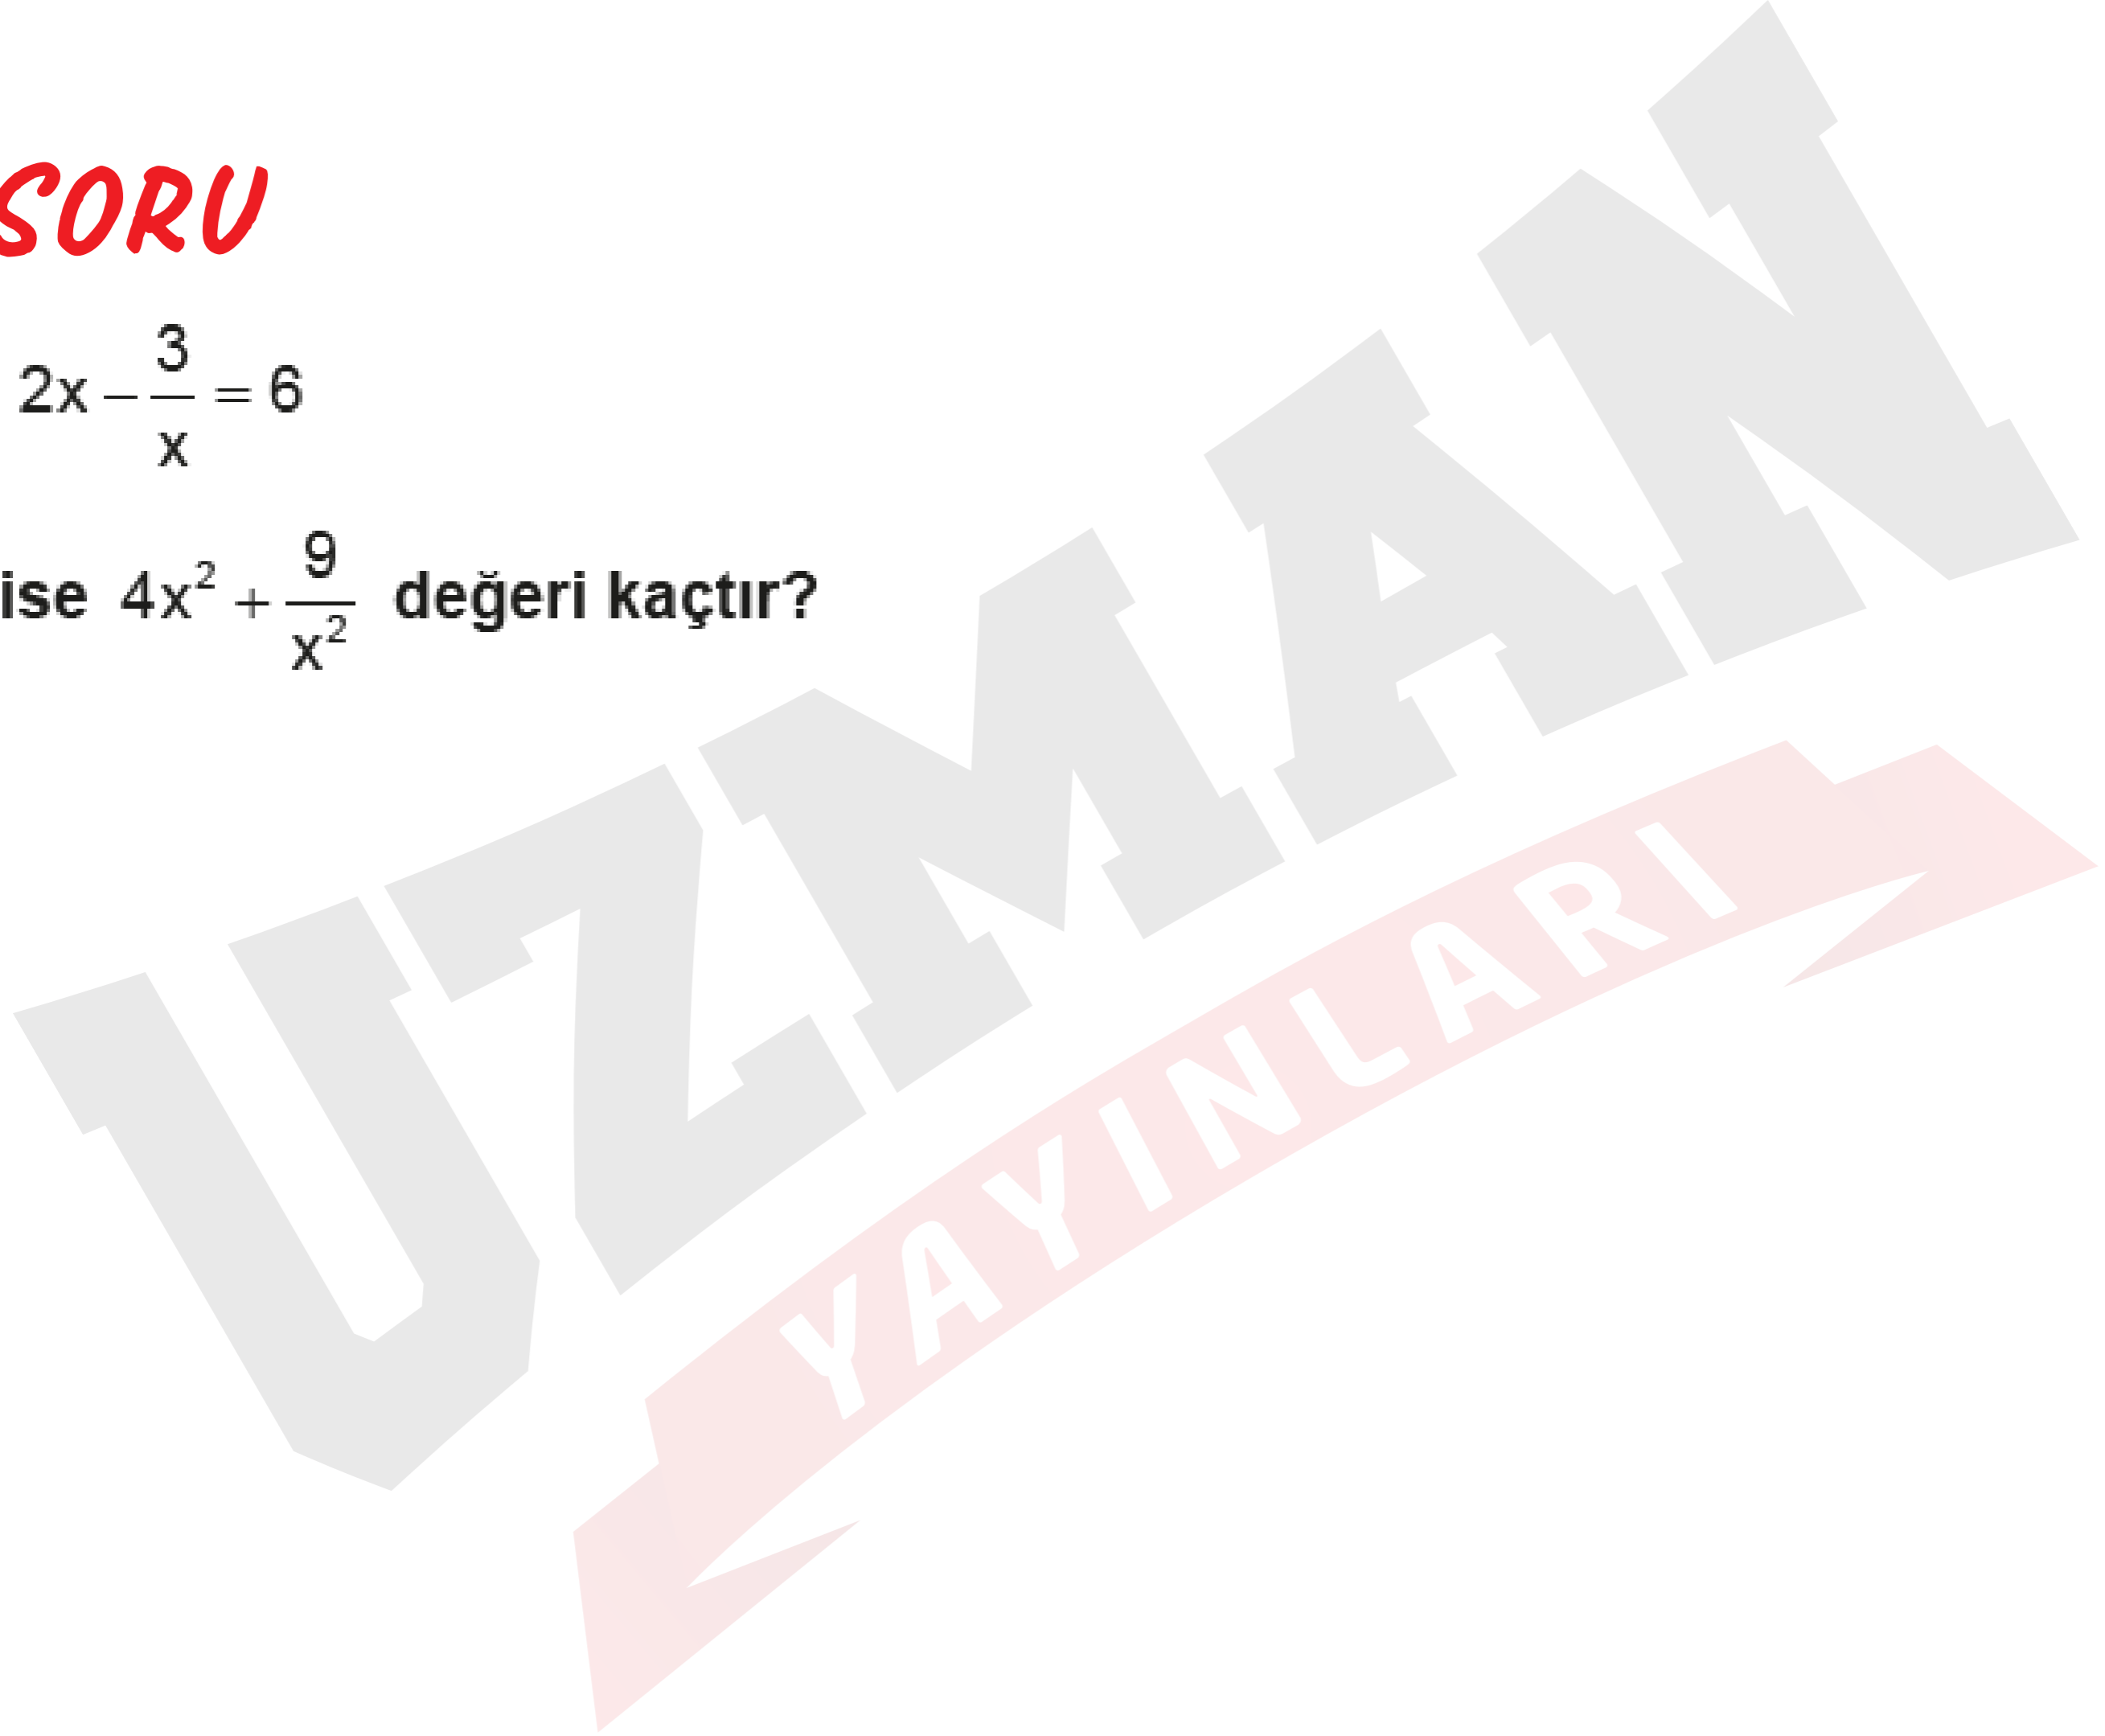 SORU
2x - 3/x = 6
ise 4x² + 9/x² değeri kaçtır?
UZMAN
YAYINLARI